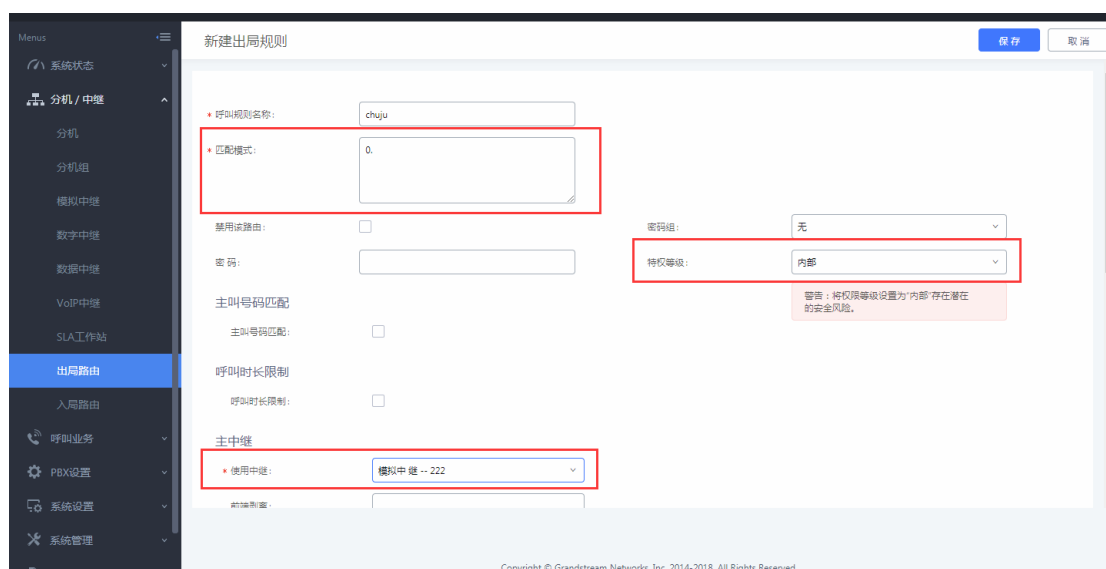 Menus
系统状态
分机 / 中继
分机
分机组
模拟中继
数字中继
数据中继
VoIP中继
SLA工作站
出局路由
入局路由
呼叫业务
PBX设置
系统设置
系统管理
新建出局规则
保存
取消
* 呼叫规则名称:
chuju
* 匹配模式:
0.
禁用该路由:
密码组:
无
密码:
特权等级:
内部
警告：将权限等级设置为"内部"存在潜在
的安全风险。
主叫号码匹配
主叫号码匹配:
呼叫时长限制
呼叫时长限制:
主中继
* 使用中继:
模拟中 继 -- 222
Copyright © Grandstream Networks, Inc. 2014-2018. All Rights Reserved.